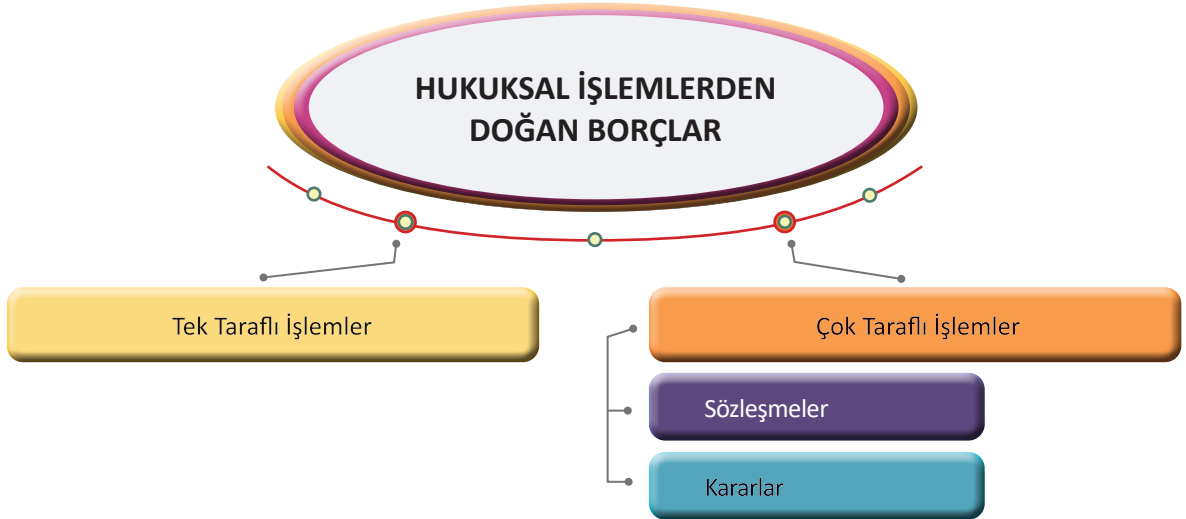 HUKUKSAL İŞLEMLERDEN
DOĞAN BORÇLAR
Tek Taraflı İşlemler
Çok Taraflı İşlemler
Sözleşmeler
Kararlar